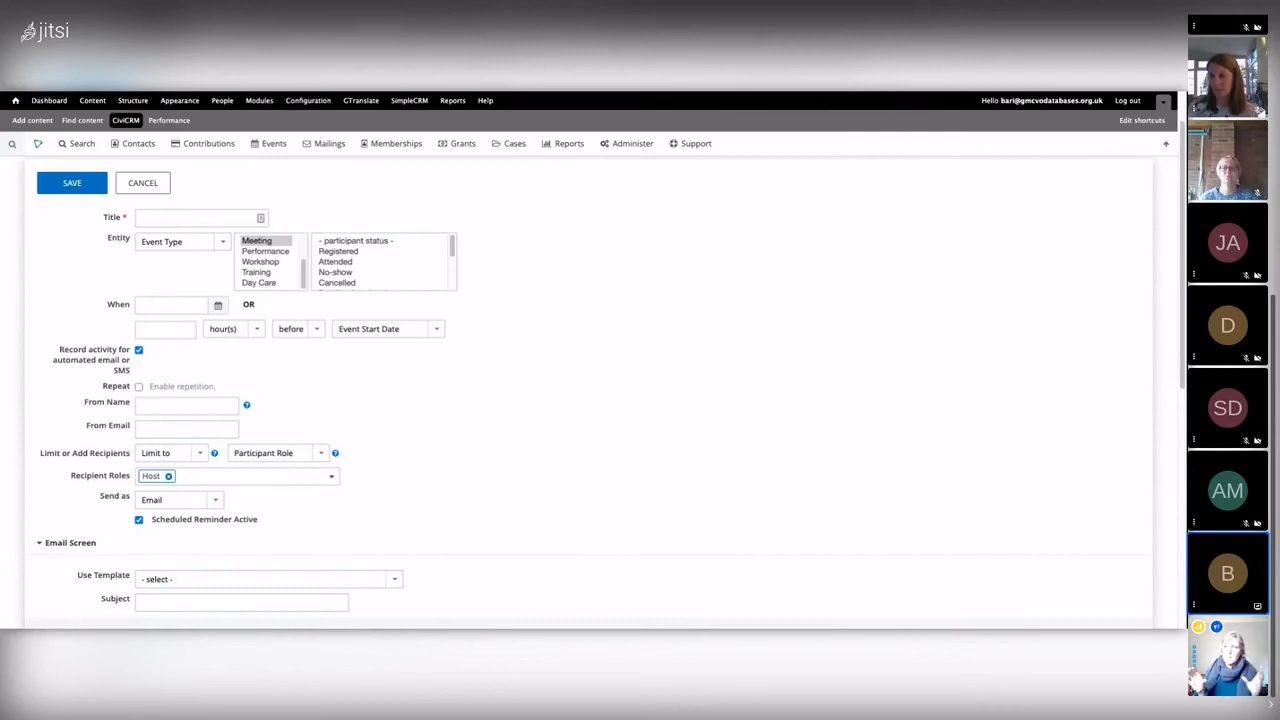 jitsi
Dashboard Content Structure Appearance People Modules Configuration GTranslate SimpleCRM Reports Help Hello bari@gmcvodatabases.org.uk Log out
Add content Find content CiviCRM Performance Edit shortcuts
Search Contacts Contributions Events Mailings Memberships Grants Cases Reports Administer Support
SAVE CANCEL
Title *
Entity Event Type Meeting - participant status -
Performance Registered
Workshop Attended
Training No-show
Day Care Cancelled
When OR
hour(s) before Event Start Date
Record activity for
automated email or
SMS
Repeat Enable repetition.
From Name
From Email
Limit or Add Recipients Limit to Participant Role
Recipient Roles Host
Send as Email
Scheduled Reminder Active
Email Screen
Use Template - select -
Subject
JA
D
SD
AM
B